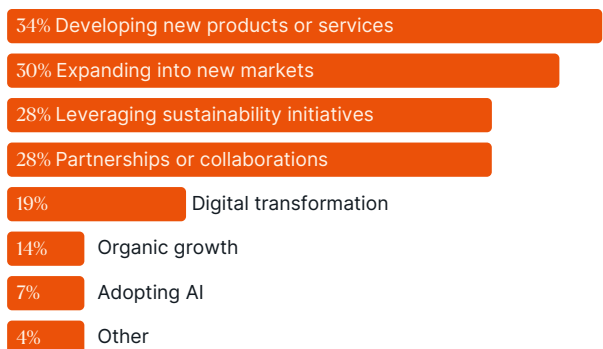 34% Developing new products or services
30% Expanding into new markets
28% Leveraging sustainability initiatives
28% Partnerships or collaborations
19% Digital transformation
14% Organic growth
7% Adopting AI
4% Other